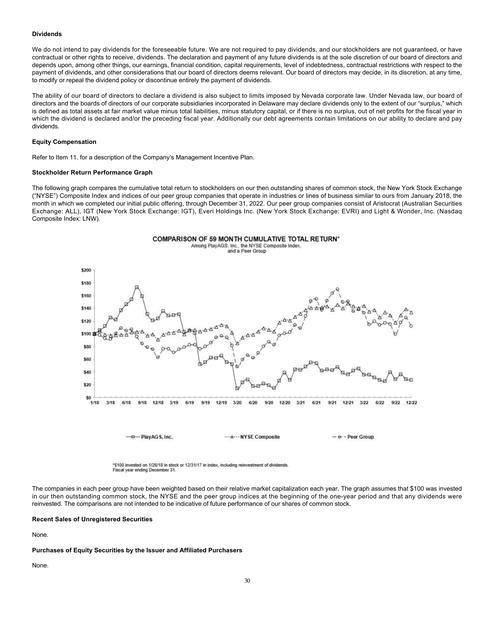 Dividends
We do not intend to pay dividends for the foreseeable future. We are not required to pay dividends, and our stockholders are not guaranteed, or have
contractual or other rights to receive, dividends. The declaration and payment of any future dividends is at the sole discretion of our board of directors and
depends upon, among other things, our earnings, financial condition, capital requirements, level of indebtedness, contractual restrictions with respect to the
payment of dividends, and other considerations that our board of directors deems relevant. Our board of directors may decide, in its discretion, at any time,
to modify or repeal the dividend policy or discontinue entirely the payment of dividends.
The ability of our board of directors to declare a dividend is also subject to limits imposed by Nevada corporate law. Under Nevada law, our board of
directors and the boards of directors of our corporate subsidiaries incorporated in Delaware may declare dividends only to the extent of our “surplus,” which
is defined as total assets at fair market value minus total liabilities, minus statutory capital, or if there is no surplus, out of net profits for the fiscal year in
which the dividend is declared and/or the preceding fiscal year. Additionally our debt agreements contain limitations on our ability to declare and pay
dividends.
Equity Compensation
Refer to Item 11. for a description of the Company's Management Incentive Plan.
Stockholder Return Performance Graph
The following graph compares the cumulative total return to stockholders on our then outstanding shares of common stock, the New York Stock Exchange
(“NYSE”) Composite Index and indices of our peer group companies that operate in industries or lines of business similar to ours from January 2018, the
month in which we completed our initial public offering, through December 31, 2022. Our peer group companies consist of Aristocrat (Australian Securities
Exchange: ALL), IGT (New York Stock Exchange: IGT), Everi Holdings Inc. (New York Stock Exchange: EVRI) and Light & Wonder, Inc. (Nasdaq
Composite Index: LNW).
COMPARISON OF 59 MONTH CUMULATIVE TOTAL RETURN*
Among PlayAGS, Inc., the NYSE Composite Index,
and a Peer Group
$200
$180
$160
$140
$120
$100
$80
$60
$40
$20
$0
1/18 3/18 6/18 9/18 12/18 3/19 6/19 9/19 12/19 3/20 6/20 9/20 12/20 3/21 6/21 9/21 12/21 3/22 6/22 9/22 12/22
PlayAGS, Inc. NYSE Composite Peer Group
*$100 invested on 1/26/18 in stock or 12/31/17 in index, including reinvestment of dividends.
Fiscal year ending December 31.
The companies in each peer group have been weighted based on their relative market capitalization each year. The graph assumes that $100 was invested
in our then outstanding common stock, the NYSE and the peer group indices at the beginning of the one-year period and that any dividends were
reinvested. The comparisons are not intended to be indicative of future performance of our shares of common stock.
Recent Sales of Unregistered Securities
None.
Purchases of Equity Securities by the Issuer and Affiliated Purchasers
None.
30